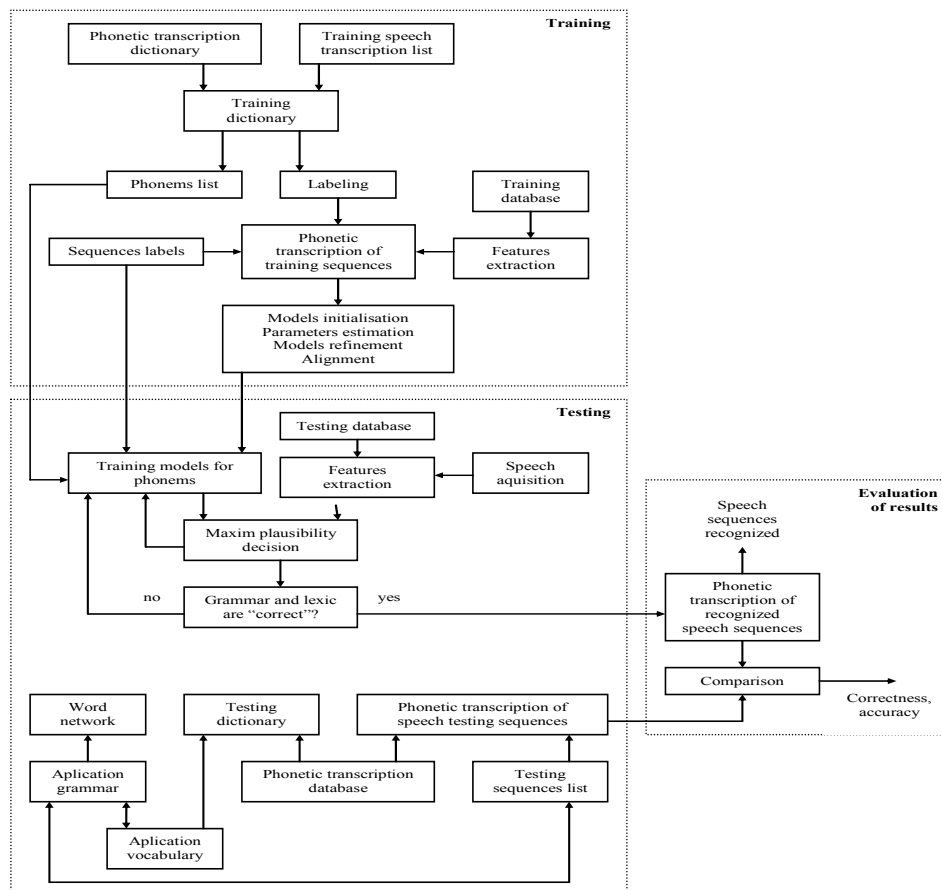 Training
Phonetic transcription
dictionary
Training speech
transcription list
Training
dictionary
Phonems list
Labeling
Training
database
Sequences labels
Phonetic
transcription of
training sequences
Features
extraction
Models initialisation
Parameters estimation
Models refinement
Alignment
Testing
Testing database
Training models for
phonems
Features
extraction
Speech
aquisition
Maxim plausibility
decision
no
Grammar and lexic
are “correct”?
yes
Evaluation
of results
Speech
sequences
recognized
Phonetic
transcription of
recognized
speech sequences
Comparison
Correctness,
accuracy
Word
network
Testing
dictionary
Phonetic transcription of
speech testing sequences
Aplication
grammar
Phonetic transcription
database
Testing
sequences list
Aplication
vocabulary